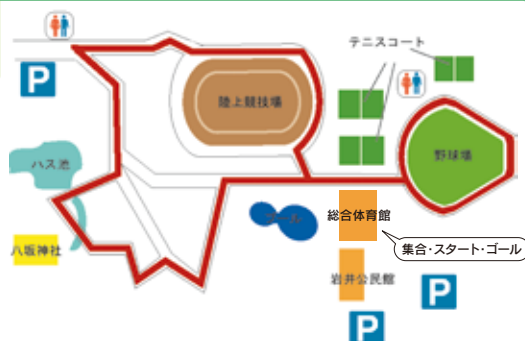 テニスコート
P
陸上競技場
野球場
ハス池
プール
総合体育館
八坂神社
集合・スタート・ゴール
岩井公民館
P
P